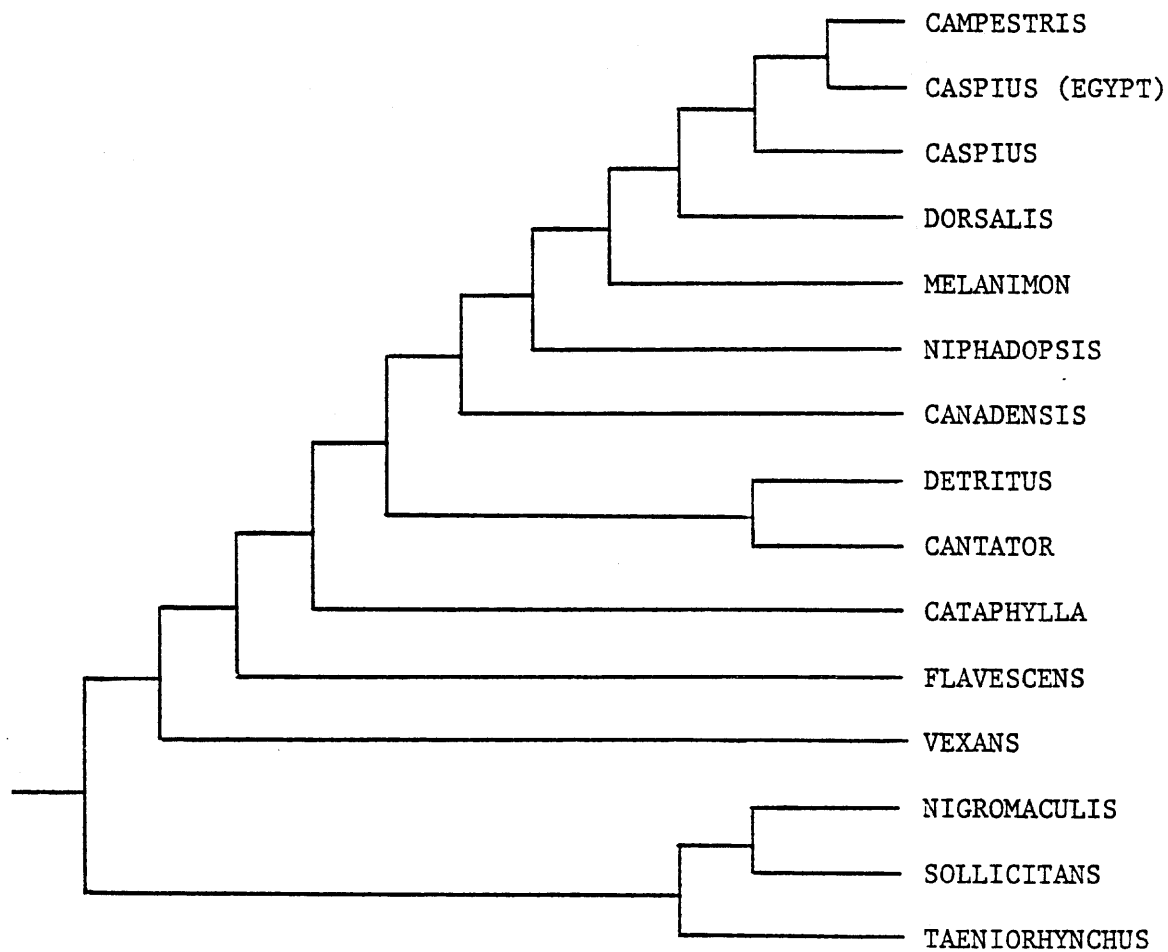 CAMPESTRIS
CASPIUS (EGYPT)
CASPIUS
DORSALIS
MELANIMON
NIPHADOPSIS
CANADENSIS
DETRITUS
CANTATOR
CATAPHYLLA
FLAVESCENS
VEXANS
NIGROMACULIS
SOLLICITANS
TAENIORHYNCHUS